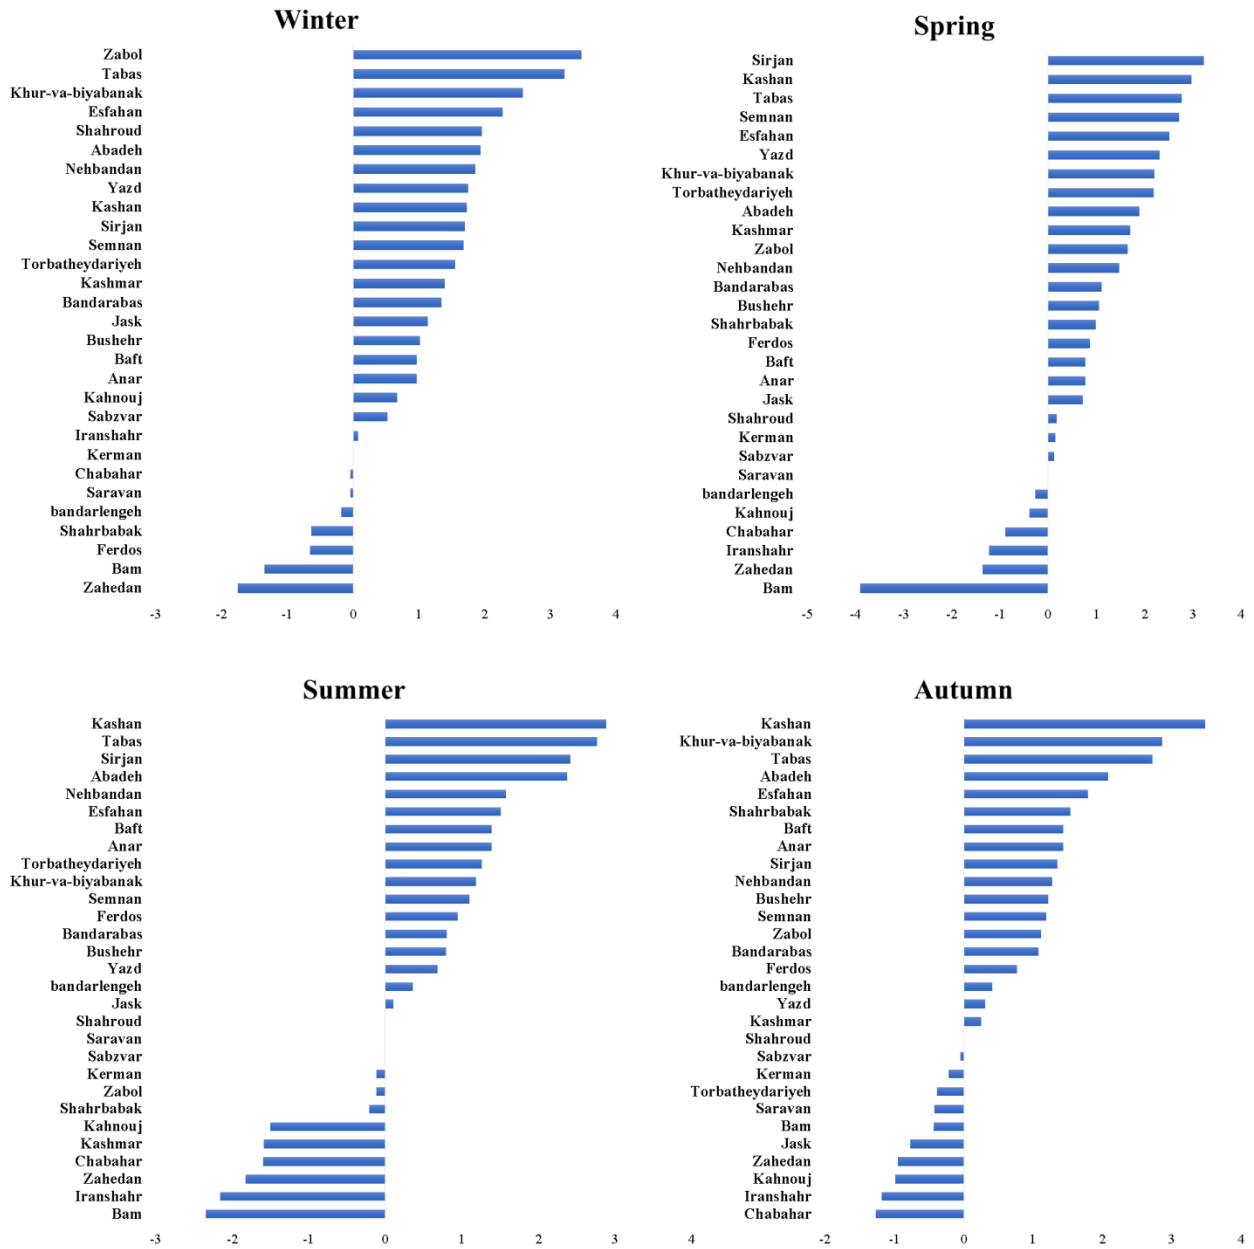 Winter
Zabol
Tabas
Khur-va-biyabanak
Esfahan
Shahroud
Abadeh
Nehbandan
Yazd
Kashan
Sirjan
Semnan
Torbatheydariyeh
Kashmar
Bandarabas
Jask
Bushehr
Baft
Anar
Kahnouj
Sabzvar
Iranshahr
Kerman
Chabahar
Saravan
bandarlengeh
Shahrbabak
Ferdos
Bam
Zahedan
-3 -2 -1 0 1 2 3 4
Spring
Sirjan
Kashan
Tabas
Semnan
Esfahan
Yazd
Khur-va-biyabanak
Torbatheydariyeh
Abadeh
Kashmar
Zabol
Nehbandan
Bandarabas
Bushehr
Shahrbabak
Ferdos
Baft
Anar
Jask
Shahroud
Kerman
Sabzvar
Saravan
bandarlengeh
Kahnouj
Chabahar
Iranshahr
Zahedan
Bam
-5 -4 -3 -2 -1 0 1 2 3 4
Summer
Kashan
Tabas
Sirjan
Abadeh
Nehbandan
Esfahan
Baft
Anar
Torbatheydariyeh
Khur-va-biyabanak
Semnan
Ferdos
Bandarabas
Bushehr
Yazd
bandarlengeh
Jask
Shahroud
Saravan
Sabzvar
Kerman
Zabol
Shahrbabak
Kahnouj
Kashmar
Chabahar
Zahedan
Iranshahr
Bam
-3 -2 -1 0 1 2 3 4
Autumn
Kashan
Khur-va-biyabanak
Tabas
Abadeh
Esfahan
Shahrbabak
Baft
Anar
Sirjan
Nehbandan
Bushehr
Semnan
Zabol
Bandarabas
Ferdos
bandarlengeh
Yazd
Kashmar
Shahroud
Sabzvar
Kerman
Torbatheydariyeh
Saravan
Bam
Jask
Zahedan
Kahnouj
Iranshahr
Chabahar
-2 -1 0 1 2 3 4